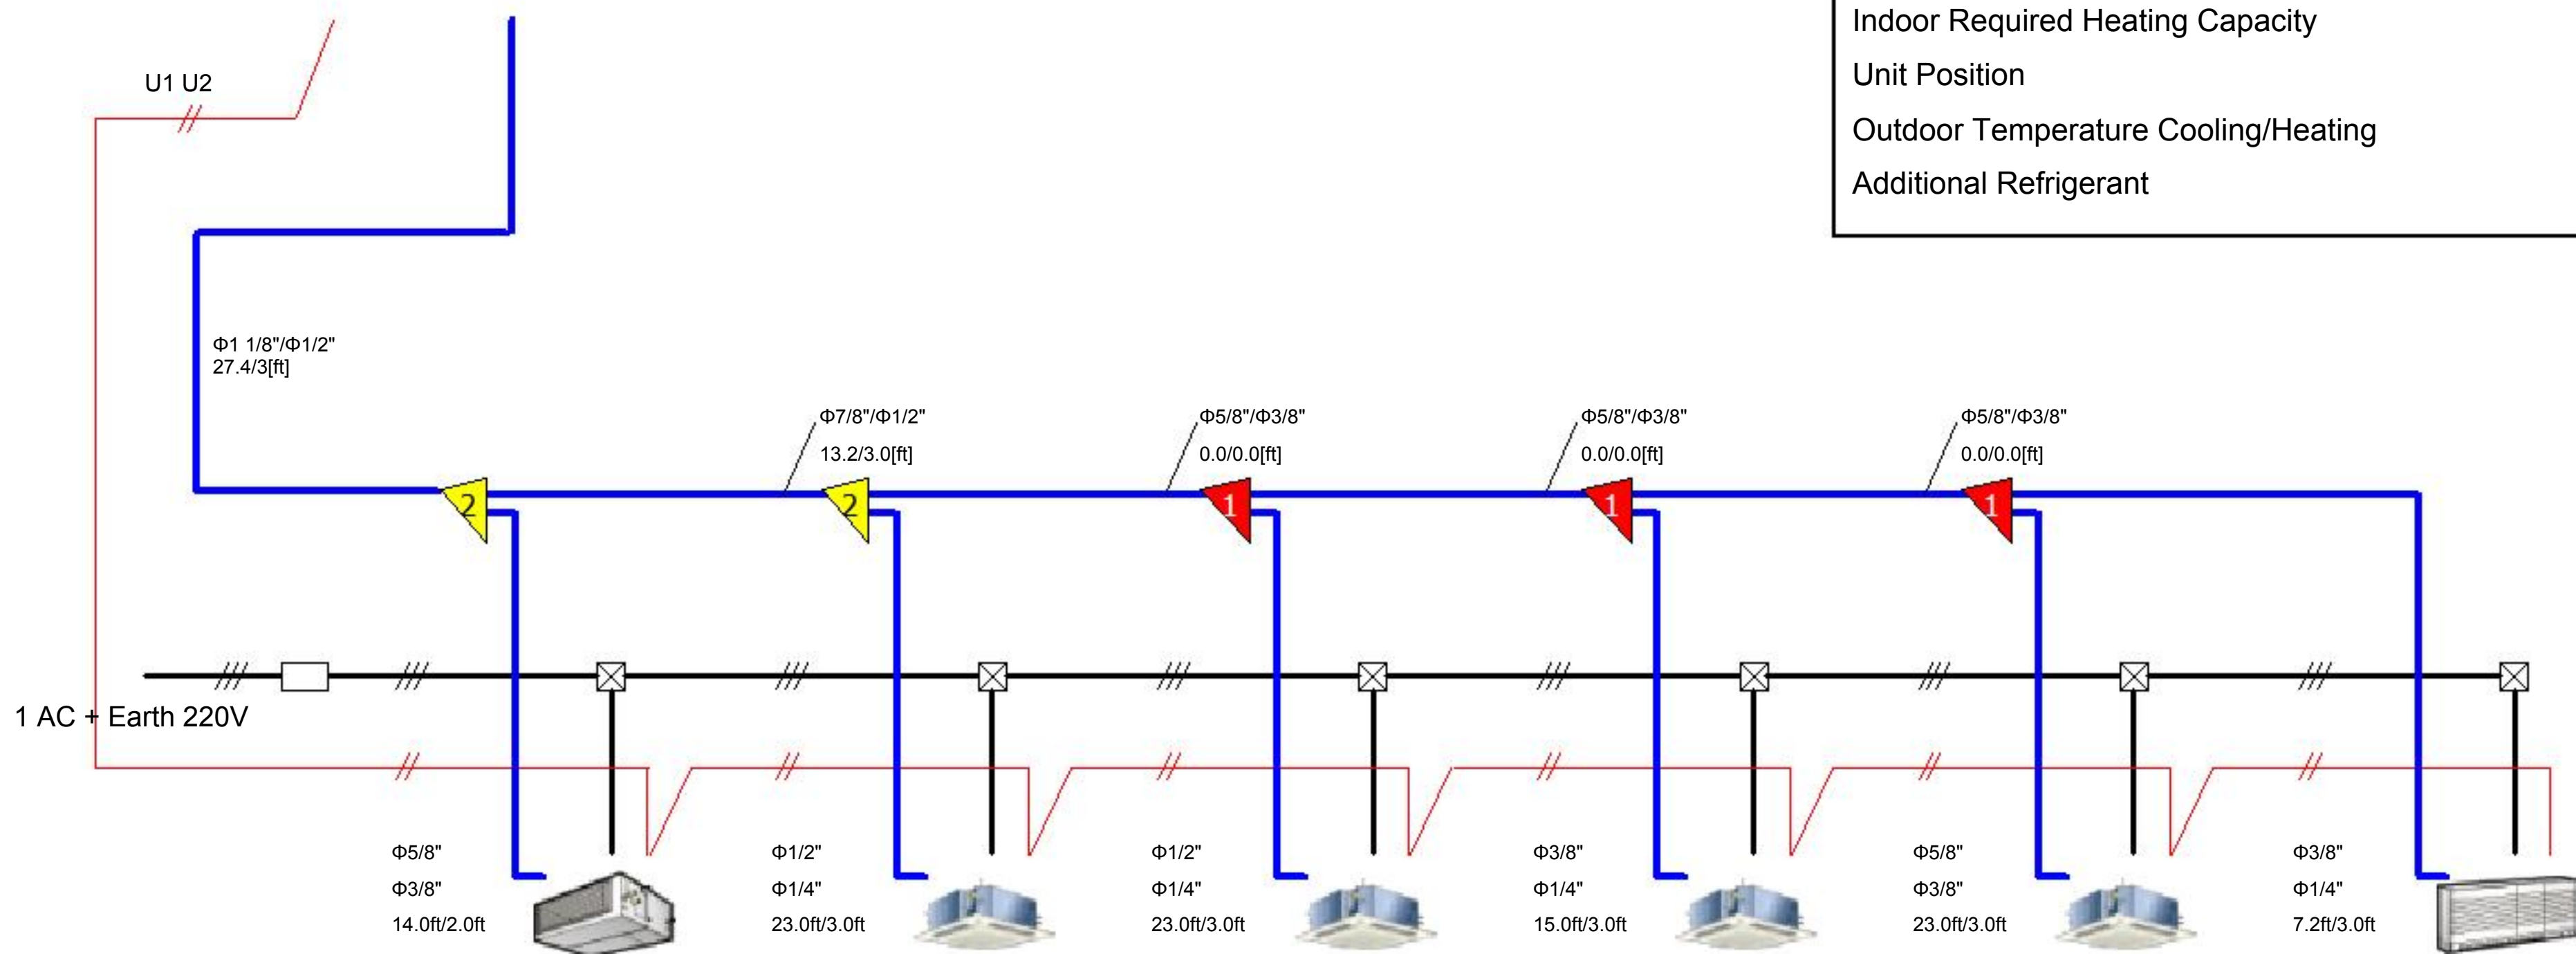 Indoor Required Heating Capacity
Unit Position
Outdoor Temperature Cooling/Heating
Additional Refrigerant
U1 U2
Φ1 1/8"/Φ1/2"
27.4/3[ft]
Φ7/8"/Φ1/2"
13.2/3.0[ft]
Φ5/8"/Φ3/8"
0.0/0.0[ft]
Φ5/8"/Φ3/8"
0.0/0.0[ft]
Φ5/8"/Φ3/8"
0.0/0.0[ft]
2
2
1
1
1
1 AC + Earth 220V
Φ5/8"
Φ3/8"
14.0ft/2.0ft
Φ1/2"
Φ1/4"
23.0ft/3.0ft
Φ1/2"
Φ1/4"
23.0ft/3.0ft
Φ3/8"
Φ1/4"
15.0ft/3.0ft
Φ5/8"
Φ3/8"
23.0ft/3.0ft
Φ3/8"
Φ1/4"
7.2ft/3.0ft